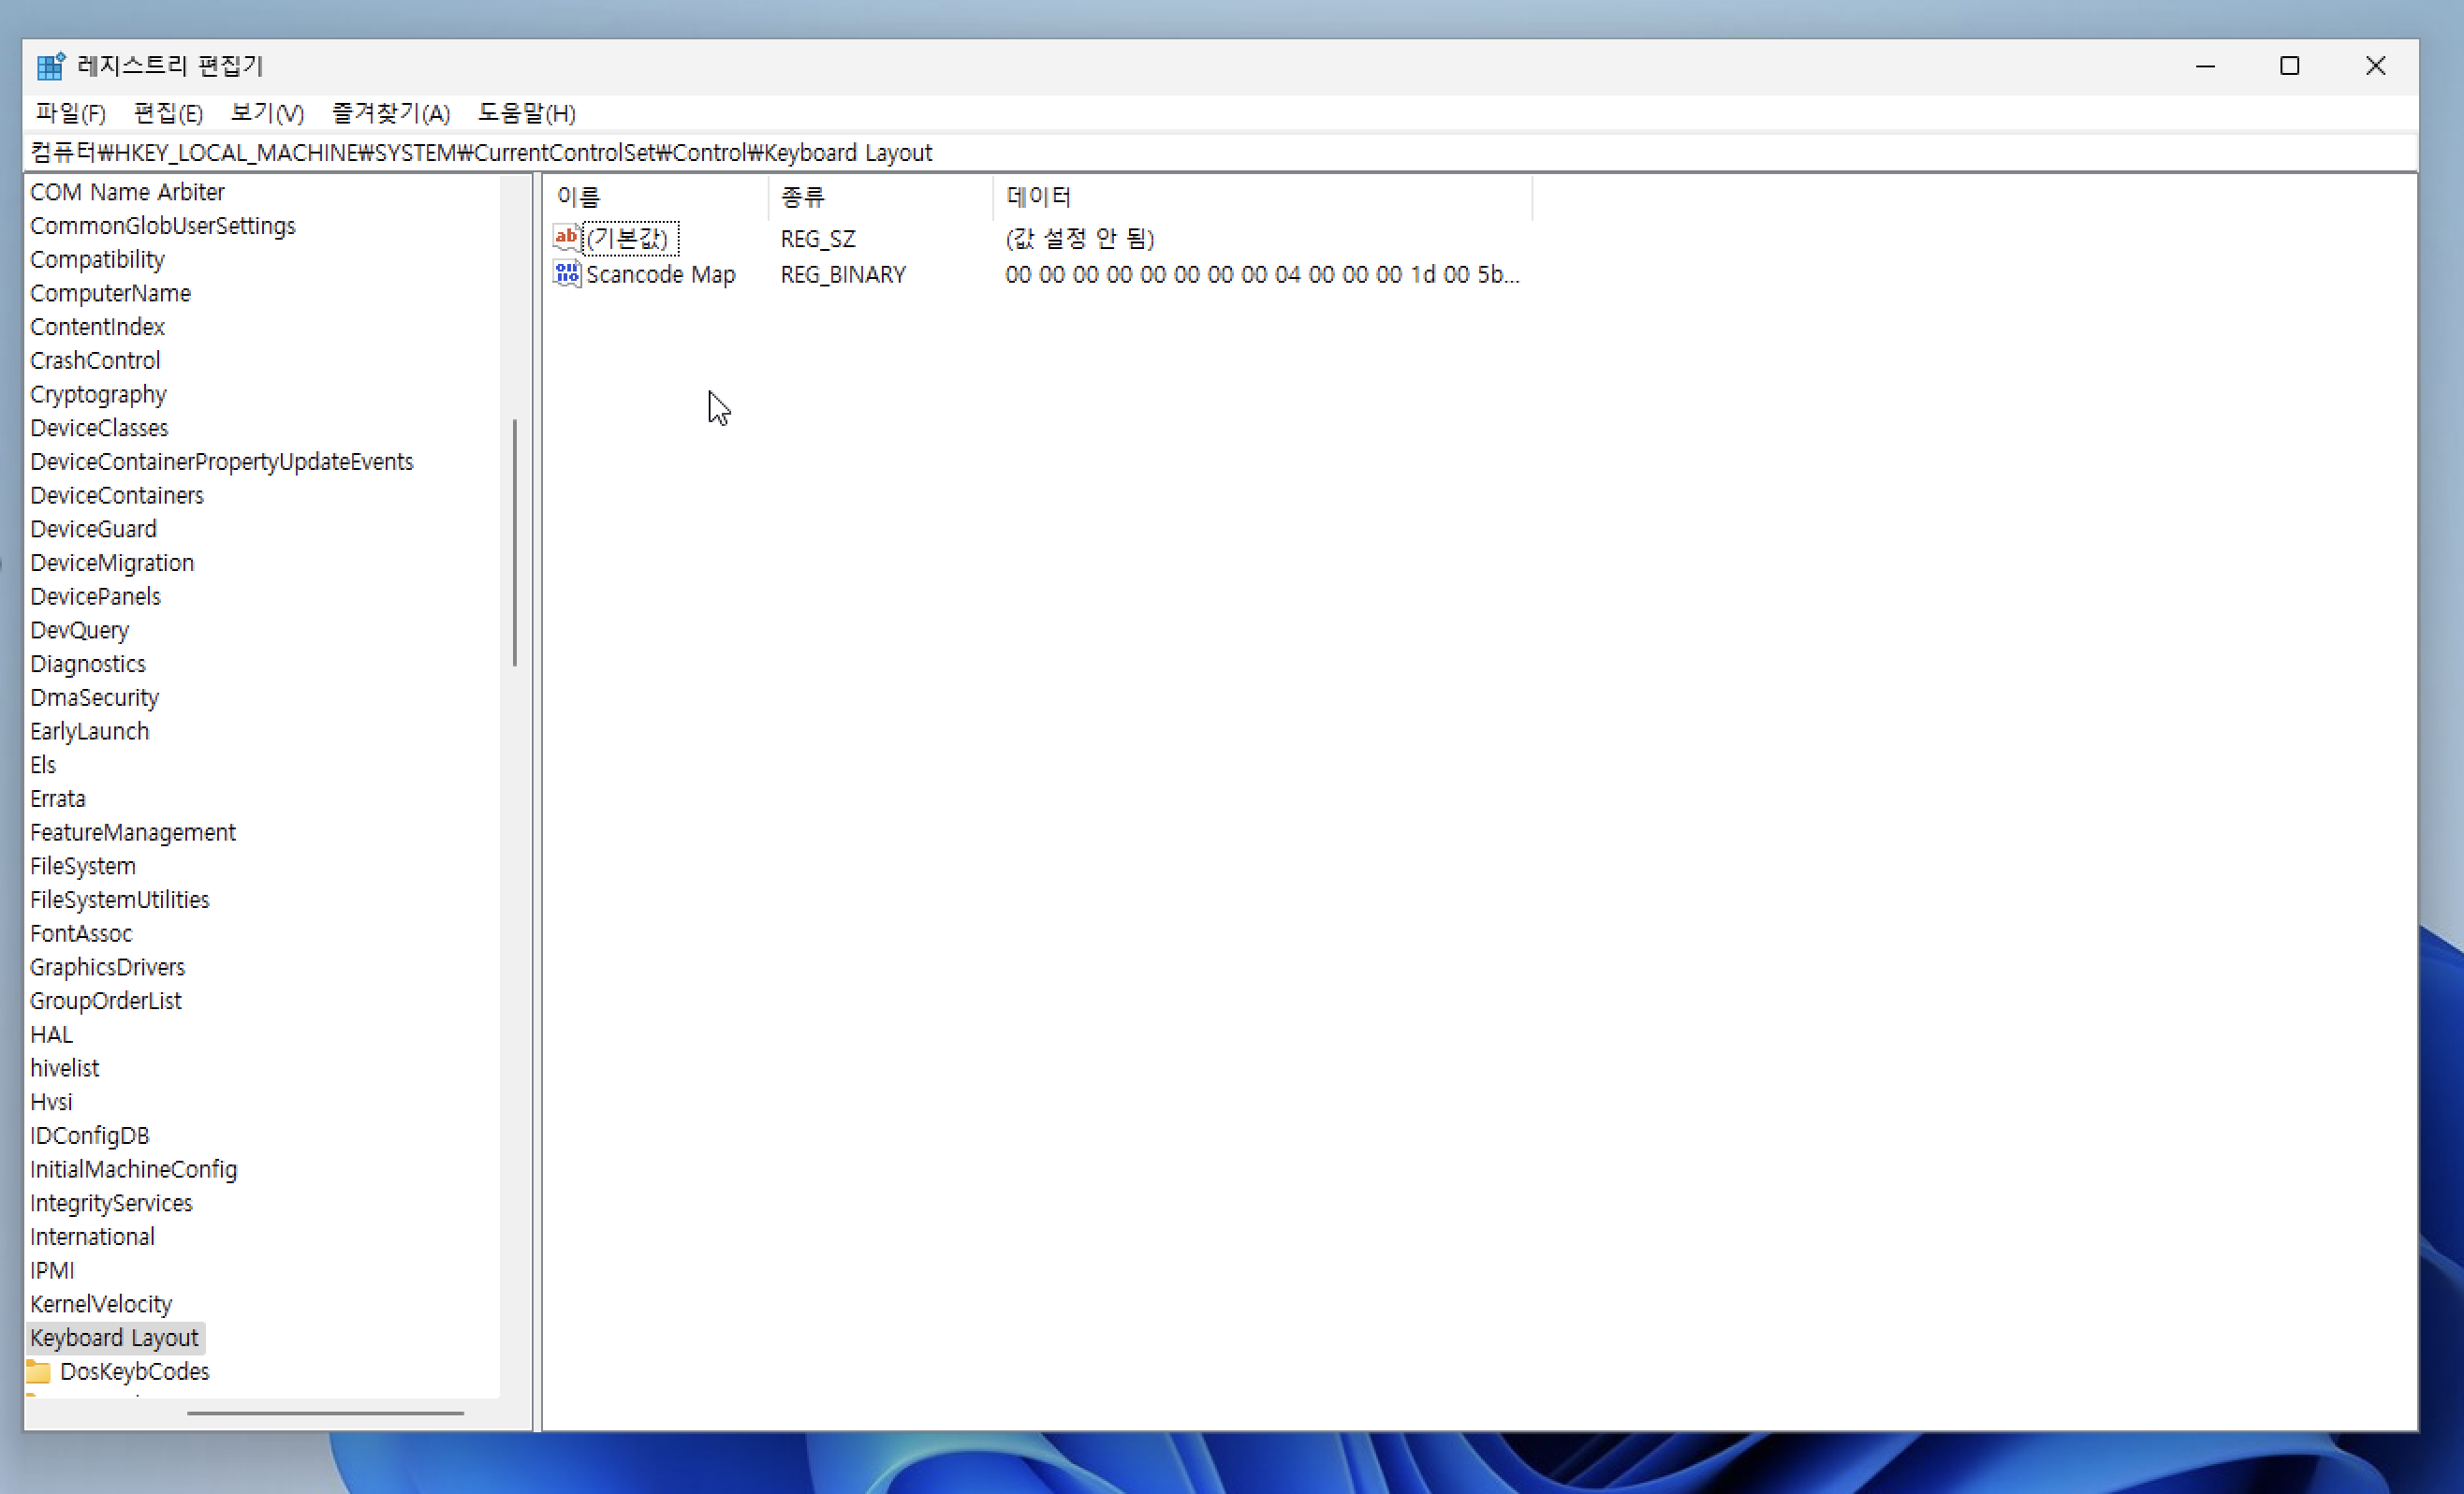 레지스트리 편집기
파일(F) 편집(E) 보기(V) 즐겨찾기(A) 도움말(H)
컴퓨터₩HKEY_LOCAL_MACHINE₩SYSTEM₩CurrentControlSet₩Control₩Keyboard Layout
COM Name Arbiter
CommonGlobUserSettings
Compatibility
ComputerName
ContentIndex
CrashControl
Cryptography
DeviceClasses
DeviceContainerPropertyUpdateEvents
DeviceContainers
DeviceGuard
DeviceMigration
DevicePanels
DevQuery
Diagnostics
DmaSecurity
EarlyLaunch
Els
Errata
FeatureManagement
FileSystem
FileSystemUtilities
FontAssoc
GraphicsDrivers
GroupOrderList
HAL
hivelist
Hvsi
IDConfigDB
InitialMachineConfig
IntegrityServices
International
IPMI
KernelVelocity
Keyboard Layout
DosKeybCodes
이름 종류 데이터
ab (기본값) REG_SZ (값 설정 안 됨)
Scancode Map REG_BINARY 00 00 00 00 00 00 00 00 04 00 00 00 1d 00 5b...